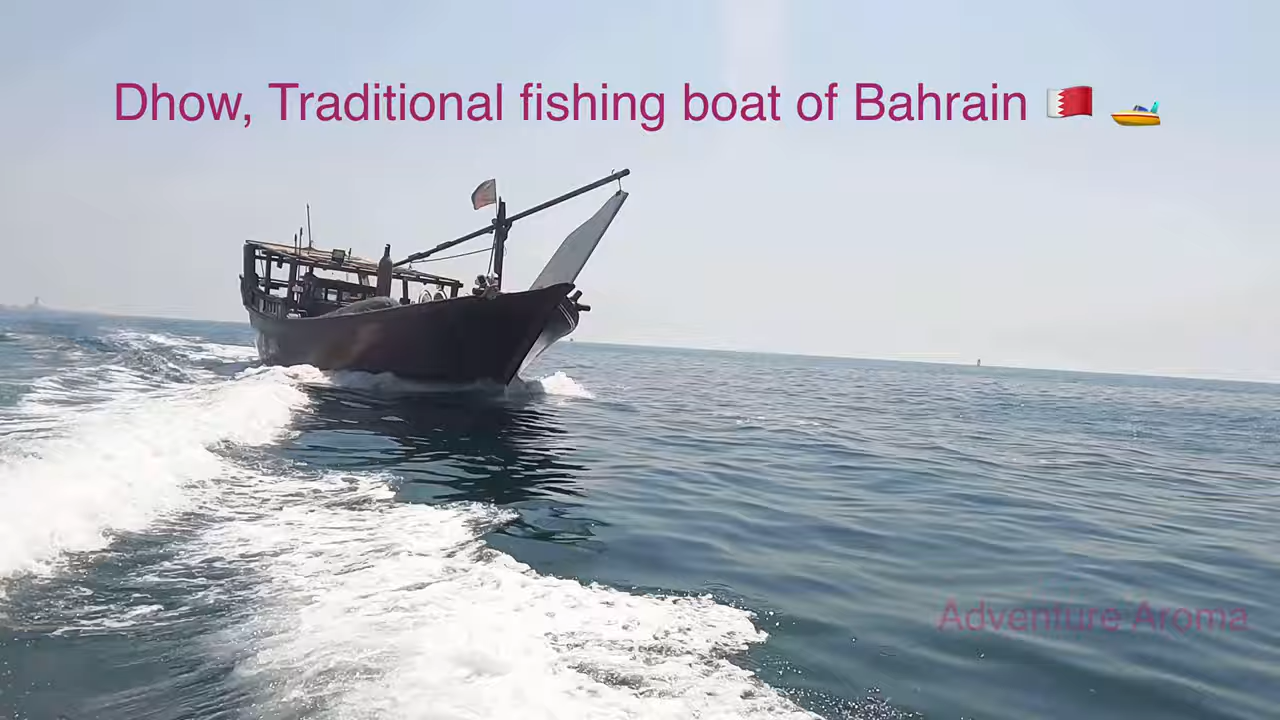 Dhow, Traditional fishing boat of Bahrain 🇧🇭 🚤
Adventure Aroma